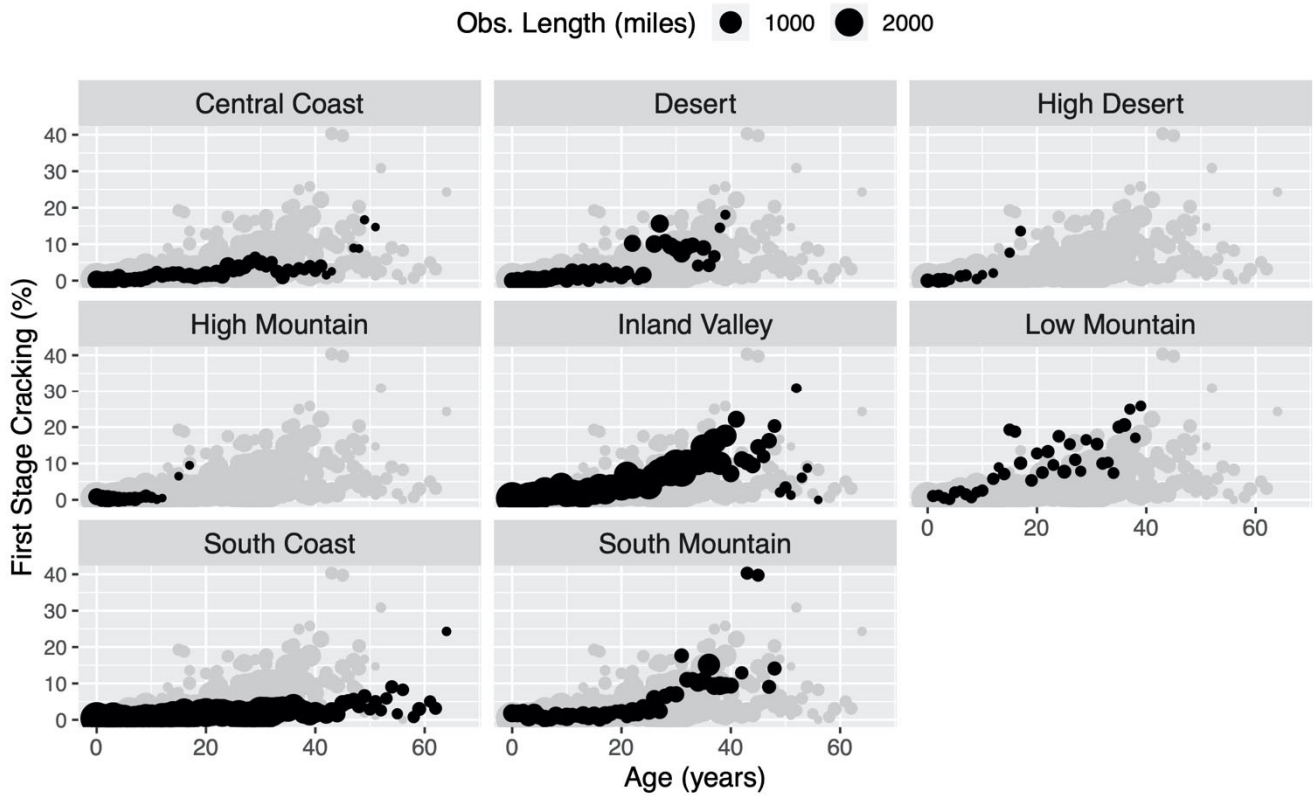 Obs. Length (miles) 1000 2000
Central Coast Desert High Desert
40
30
20
10
0
High Mountain Inland Valley Low Mountain
40
30
20
10
0
0 20 40 60
South Coast South Mountain
40
30
20
10
0
0 20 40 60 0 20 40 60
First Stage Cracking (%)
Age (years)